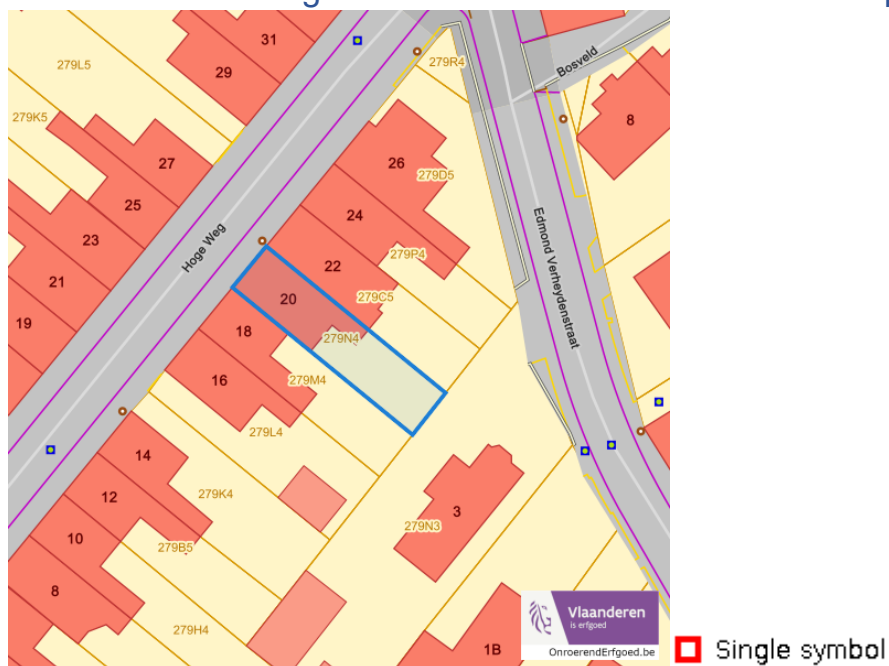 g
31
29
279L5
279R4
Bosveld
8
279K5
27
26
279D5
25
24
23
Hoge Weg
Edmond Verheydenstraat
279P4
22
21
279C5
20
19
18
279N4
16
279M4
279L4
14
12
279K4
3
279N3
10
279B5
8
279H4
1B
Vlaanderen
is erfgoed
OnroerendErfgoed.be
Single symbol